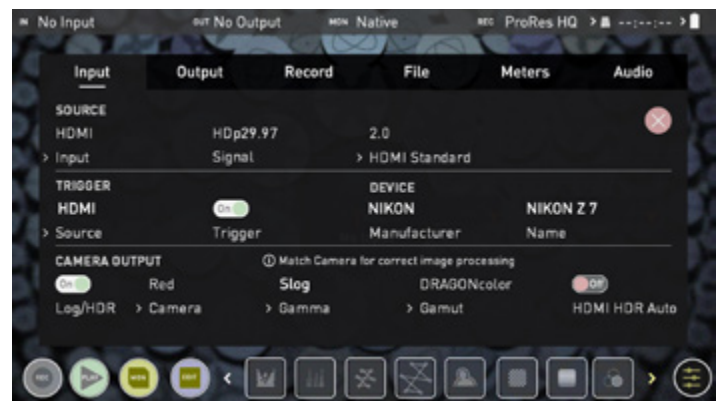 IN No Input OUT No Output MON Native REC ProRes HQ > --:--:-- >
Input Output Record File Meters Audio
SOURCE
HDMI HDp29.97 2.0
> Input Signal > HDMI Standard
TRIGGER DEVICE
HDMI On NIKON NIKON Z 7
> Source Trigger Manufacturer Name
CAMERA OUTPUT Match Camera for correct image processing
On Red Slog DRAGONcolor Off
Log/HDR > Camera > Gamma > Gamut HDMI HDR Auto
REC PLAY MON EDIT